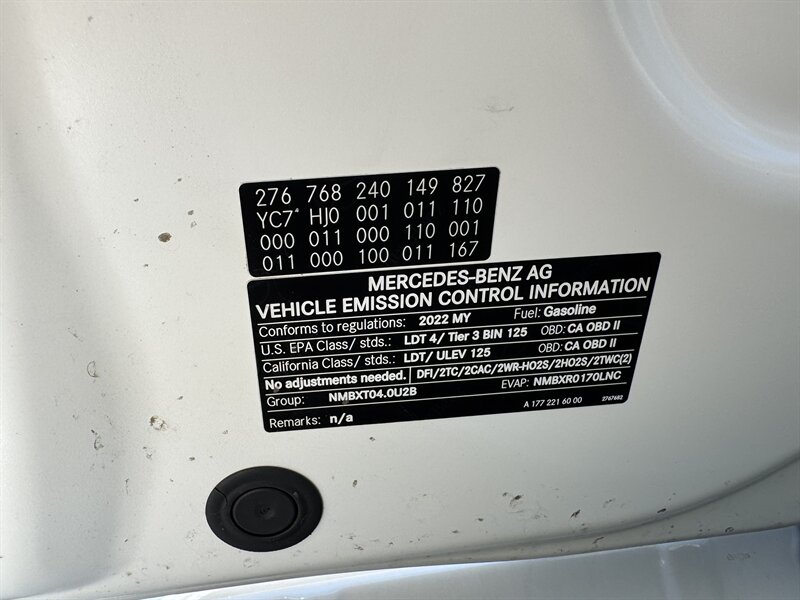 276 768 240 149 827
YC7* HJ0 001 011 110
000 011 000 110 001
011 000 100 011 167
MERCEDES-BENZ AG
VEHICLE EMISSION CONTROL INFORMATION
Conforms to regulations: 2022 MY Fuel: Gasoline
U.S. EPA Class/ stds.: LDT 4/ Tier 3 BIN 125 OBD: CA OBD II
California Class/ stds.: LDT/ ULEV 125 OBD: CA OBD II
No adjustments needed. DFI/2TC/2CAC/2WR-HO2S/2HO2S/2TWC(2)
Group: NMBXT04.0U2B EVAP: NMBXR0170LNC
Remarks: n/a A 177 221 60 00 2767682